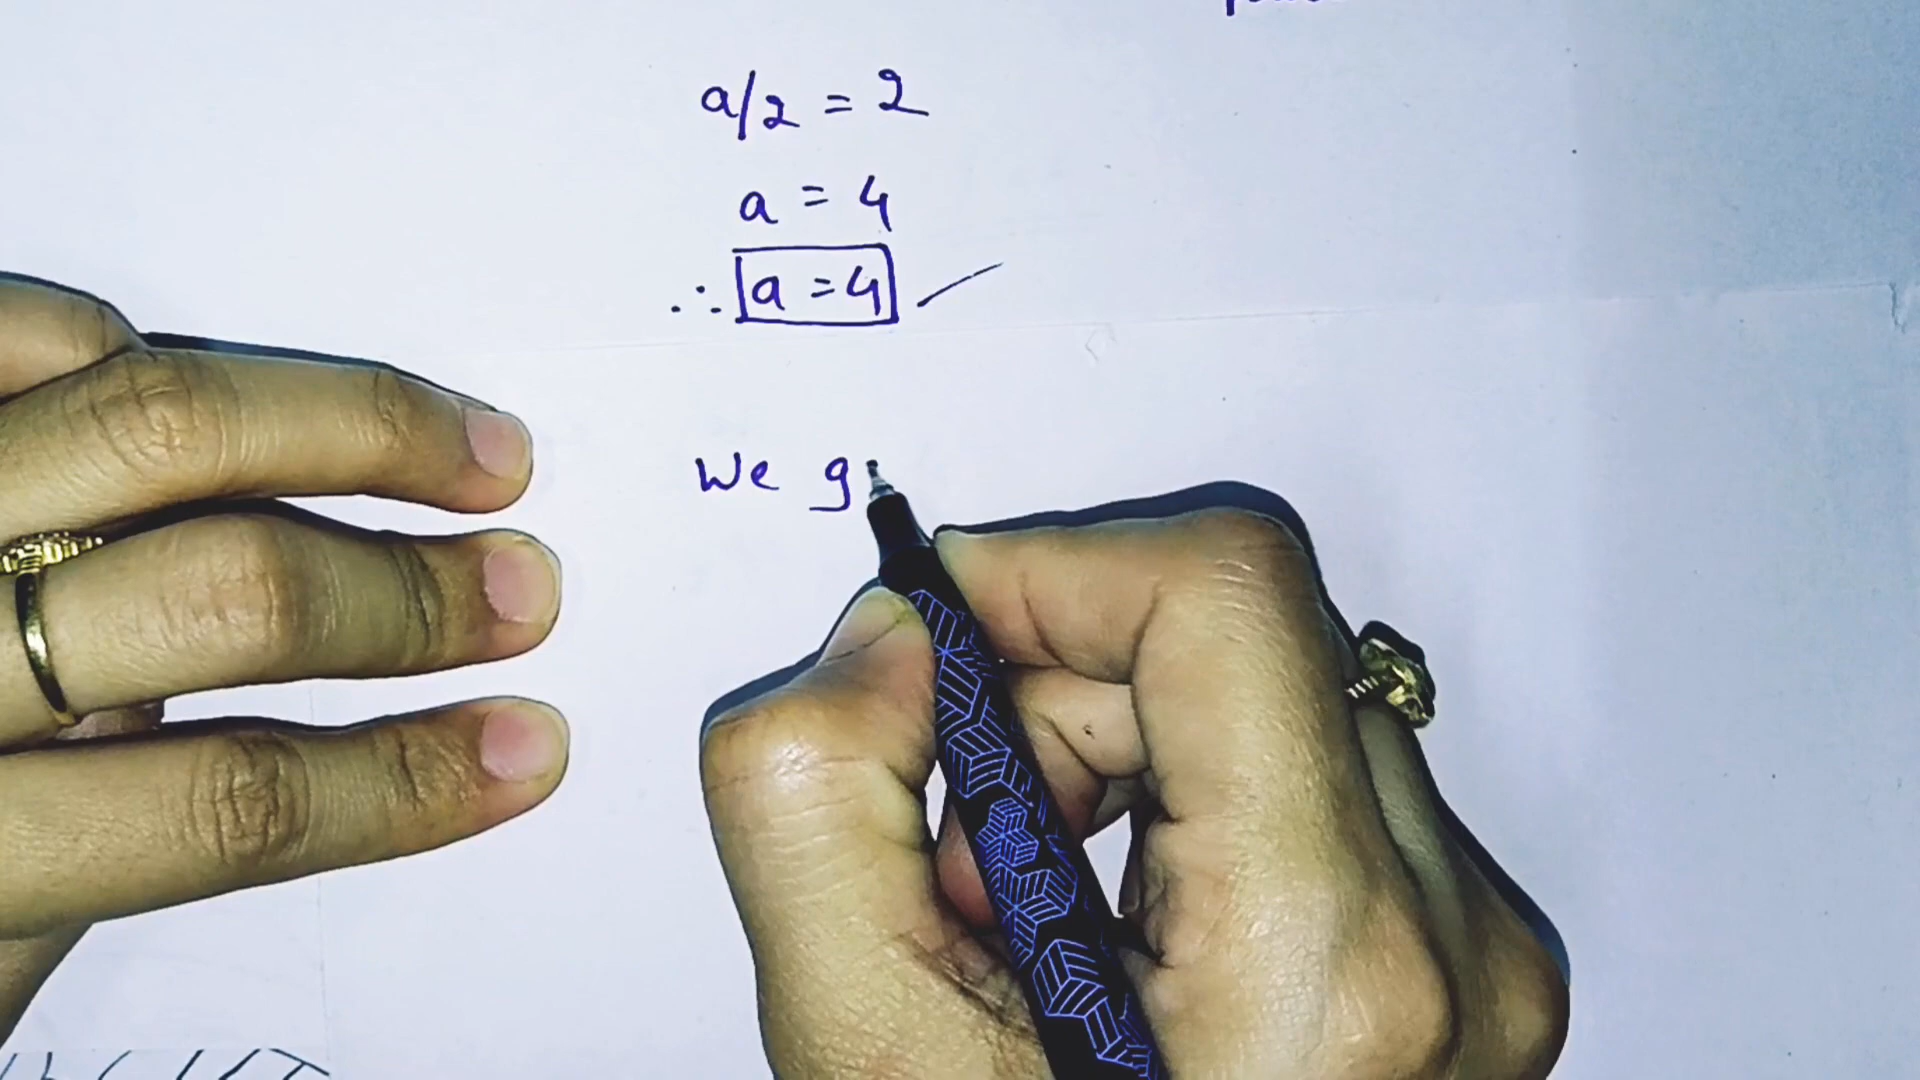 a/2 = 2
a = 4
∴ a = 4
We g